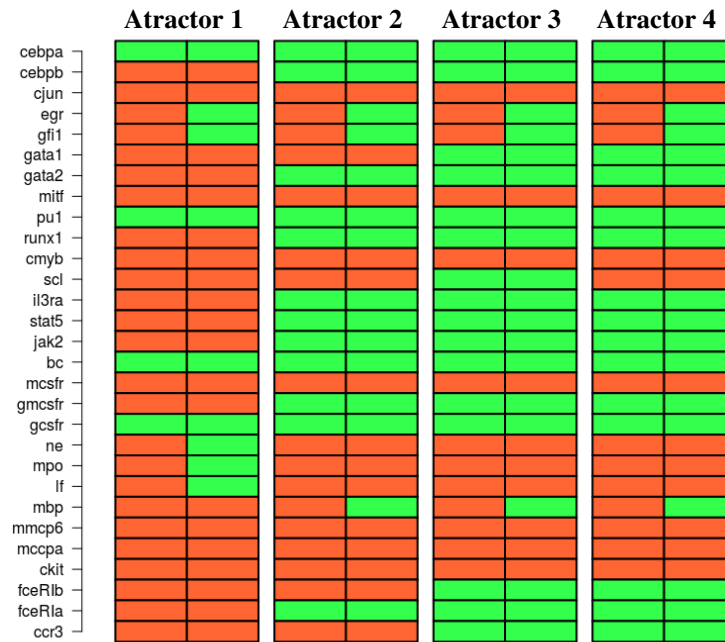 Atractor 1 Atractor 2 Atractor 3 Atractor 4
cebpa
cebpb
cjun
egr
gfi1
gata1
gata2
mitf
pu1
runx1
cmyb
scl
il3ra
stat5
jak2
bc
mcsfr
gmcsfr
gcsfr
ne
mpo
lf
mbp
mmcp6
mccpa
ckit
fceRIb
fceRIa
ccr3